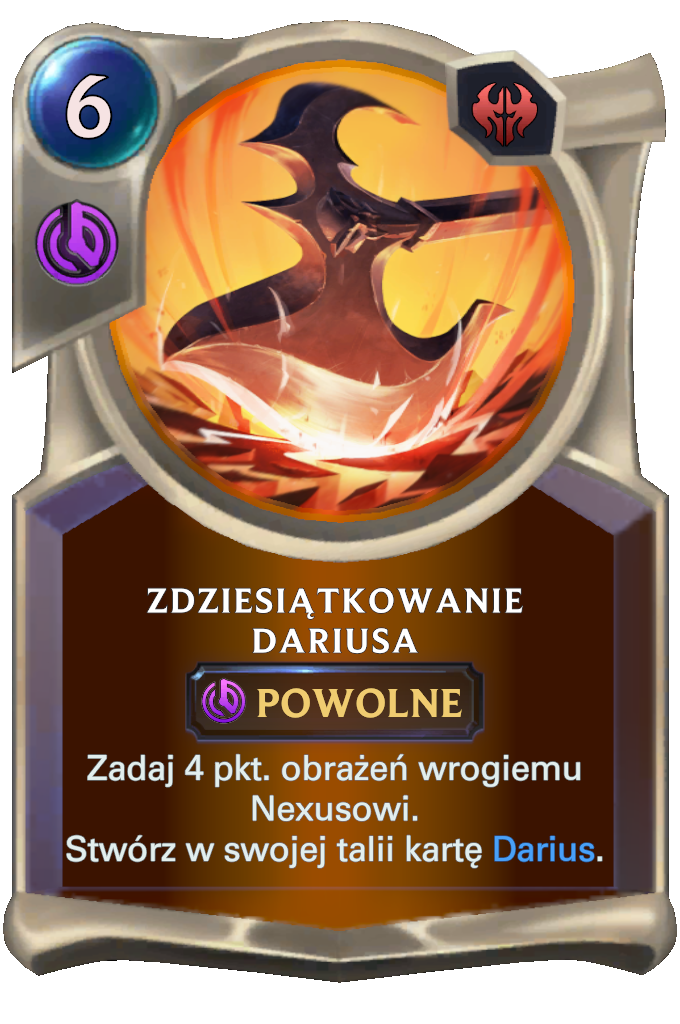 6
ZDZIESIĄTKOWANIE
DARIUSA
POWOLNE
Zadaj 4 pkt. obrażeń wrogiemu
Nexusowi.
Stwórz w swojej talii kartę Darius.